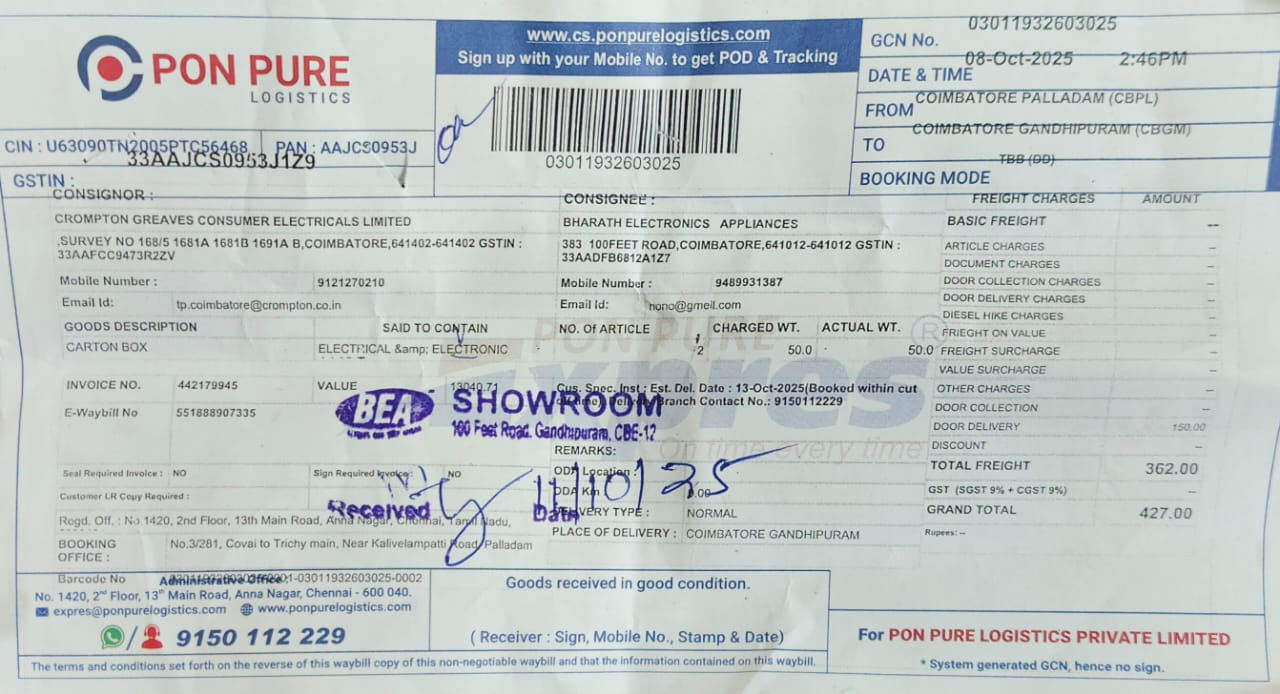 PON PURE
LOGISTICS
www.cs.ponpurelogistics.com
Sign up with your Mobile No. to get POD & Tracking
03011932603025
GCN No. 03011932603025
DATE & TIME 08-Oct-2025 2:46PM
FROM COIMBATORE PALLADAM (CBPL)
TO COIMBATORE GANDHIPURAM (CBGM)
BOOKING MODE TBB (DD)
CIN : U63090TN2005PTC56468 PAN : AAJCS0953J
GSTIN : 33AAJCS0953J1Z9
CONSIGNOR :
CROMPTON GREAVES CONSUMER ELECTRICALS LIMITED
,SURVEY NO 168/5 1681A 1681B 1691A B,COIMBATORE,641402-641402 GSTIN :
33AAFCC9473R2ZV
Mobile Number : 9121270210
Email Id: tp.coimbatore@crompton.co.in
CONSIGNEE :
BHARATH ELECTRONICS APPLIANCES
383 100FEET ROAD,COIMBATORE,641012-641012 GSTIN :
33AADFB6812A1Z7
Mobile Number : 9489931387
Email Id: nono@gmeil.com
GOODS DESCRIPTION SAID TO CONTAIN NO. Of ARTICLE CHARGED WT. ACTUAL WT.
CARTON BOX ELECTRICAL &amp; ELECTRONIC 2 50.0 50.0
INVOICE NO. 442179945 VALUE 13040.71
E-Waybill No 551888907335
Cus. Spec. Inst : Est. Del. Date : 13-Oct-2025(Booked within cut
Branch Contact No.: 9150112229
PON PURE
Expres ®
On time every time
BEA SHOWROOM
100 Feet Road, Gandhipuram, CBE-12
Received
Date
11/10/25
REMARKS:
ODA Location :
ODA Km 0.00
DELIVERY TYPE : NORMAL
PLACE OF DELIVERY : COIMBATORE GANDHIPURAM
Seal Required Invoice : NO Sign Required Invoice : NO
Customer LR Copy Required :
Regd. Off. : No.1420, 2nd Floor, 13th Main Road, Anna Nagar, Chennai, Tamil Nadu,
BOOKING OFFICE : No.3/281, Covai to Trichy main, Near Kalivelampatti Road, Palladam
FREIGHT CHARGES AMOUNT
BASIC FREIGHT --
ARTICLE CHARGES --
DOCUMENT CHARGES --
DOOR COLLECTION CHARGES --
DOOR DELIVERY CHARGES --
DIESEL HIKE CHARGES --
FRIEGHT ON VALUE --
FREIGHT SURCHARGE --
VALUE SURCHARGE --
OTHER CHARGES --
DOOR COLLECTION --
DOOR DELIVERY 150.00
DISCOUNT --
TOTAL FREIGHT 362.00
GST (SGST 9% + CGST 9%) --
GRAND TOTAL 427.00
Rupees: --
Barcode No 1-03011932603025-0002
Administrative Office :
No. 1420, 2nd Floor, 13th Main Road, Anna Nagar, Chennai - 600 040.
expres@ponpurelogistics.com www.ponpurelogistics.com
9150 112 229
Goods received in good condition.
( Receiver : Sign, Mobile No., Stamp & Date)
For PON PURE LOGISTICS PRIVATE LIMITED
* System generated GCN, hence no sign.
The terms and conditions set forth on the reverse of this waybill copy of this non-negotiable waybill and that the information contained on this waybill.